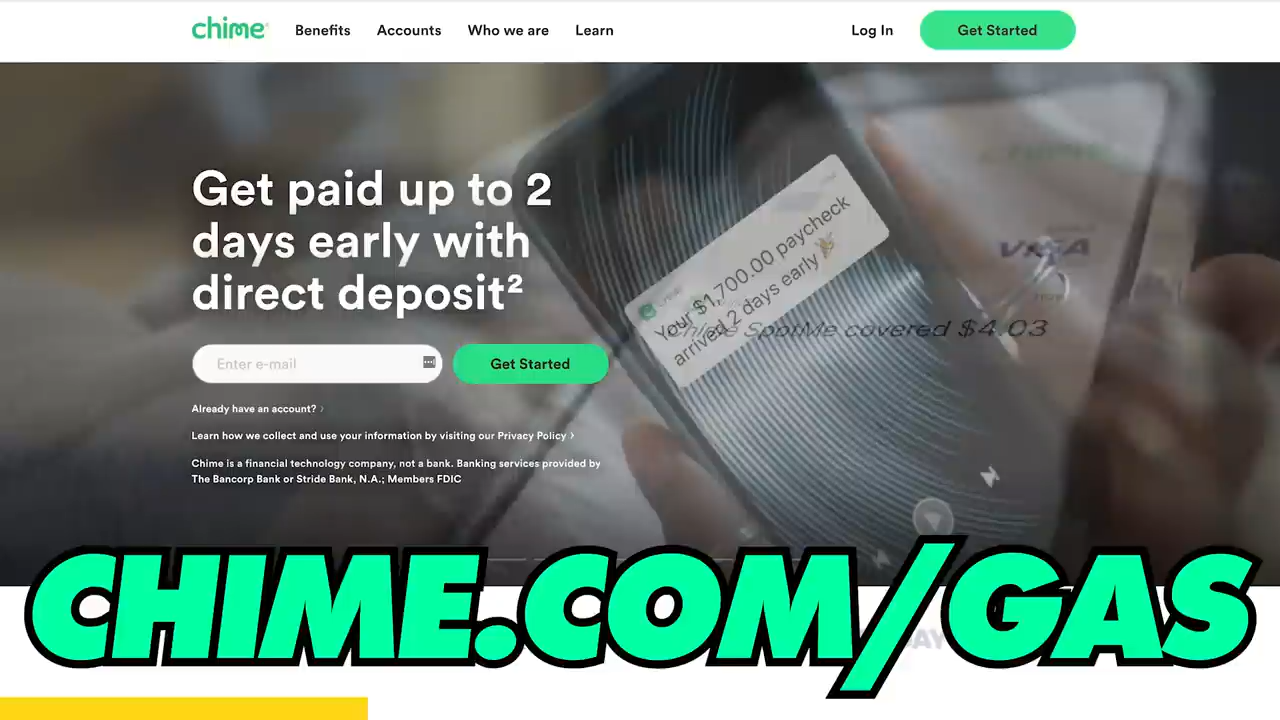 chime
Benefits
Accounts
Who we are
Learn
Log In
Get Started
Get paid up to 2
days early with
direct deposit²
Your $1,700.00 paycheck
arrived 2 days early 🎉
VISA
Chime SpotMe covered $4.03
Enter e-mail
Get Started
Already have an account? ›
Learn how we collect and use your information by visiting our Privacy Policy ›
Chime is a financial technology company, not a bank. Banking services provided by
The Bancorp Bank or Stride Bank, N.A.; Members FDIC
CHIME.COM/GAS